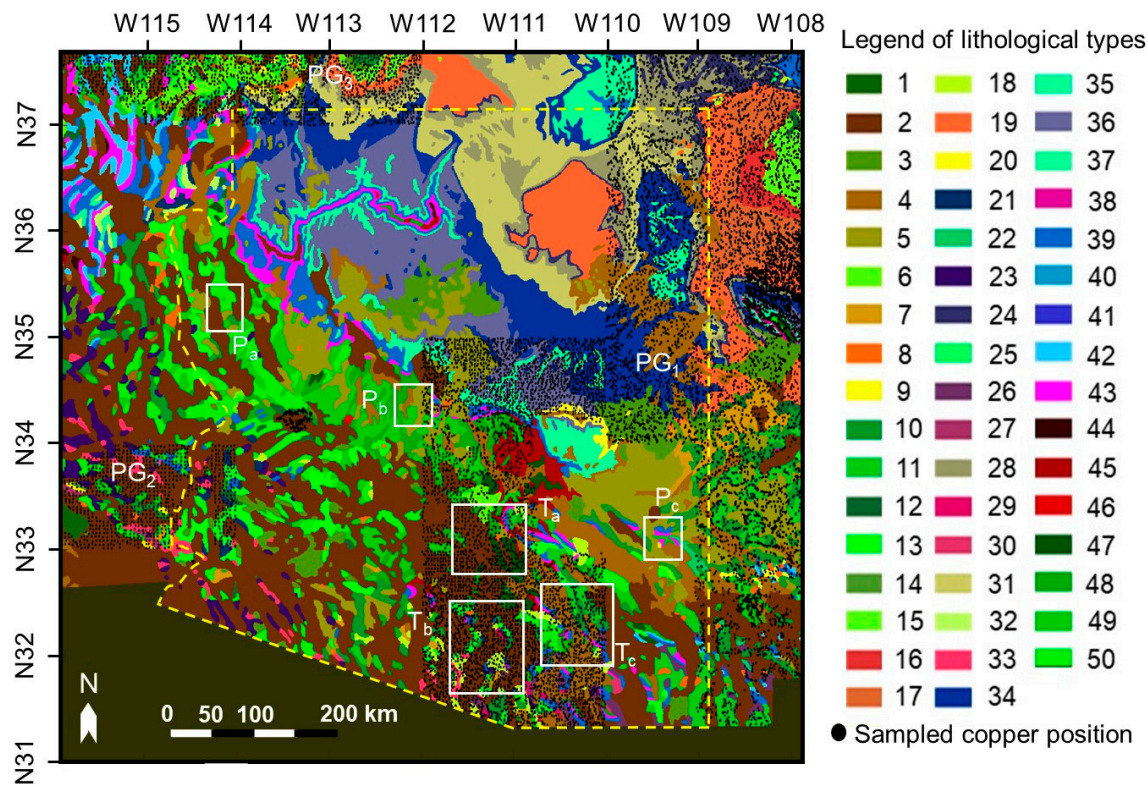 W115 W114 W113 W112 W111 W110 W109 W108
Legend of lithological types
N37
N36
N35
N34
N33
N32
N31
PG3
PG1
PG2
Pa
Pb
Pc
Ta
Tb
Tc
N
0 50 100 200 km
1 18 35
2 19 36
3 20 37
4 21 38
5 22 39
6 23 40
7 24 41
8 25 42
9 26 43
10 27 44
11 28 45
12 29 46
13 30 47
14 31 48
15 32 49
16 33 50
17 34
Sampled copper position